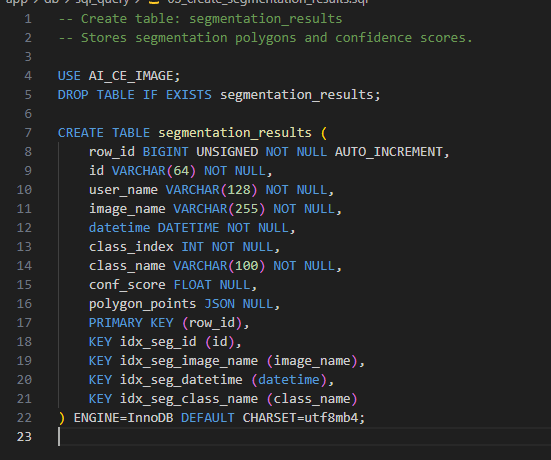 app > db > sql_query > 05_create_segmentation_results.sql
1 -- Create table: segmentation_results
2 -- Stores segmentation polygons and confidence scores.
3
4 USE AI_CE_IMAGE;
5 DROP TABLE IF EXISTS segmentation_results;
6
7 CREATE TABLE segmentation_results (
8     row_id BIGINT UNSIGNED NOT NULL AUTO_INCREMENT,
9     id VARCHAR(64) NOT NULL,
10     user_name VARCHAR(128) NOT NULL,
11     image_name VARCHAR(255) NOT NULL,
12     datetime DATETIME NOT NULL,
13     class_index INT NOT NULL,
14     class_name VARCHAR(100) NOT NULL,
15     conf_score FLOAT NULL,
16     polygon_points JSON NULL,
17     PRIMARY KEY (row_id),
18     KEY idx_seg_id (id),
19     KEY idx_seg_image_name (image_name),
20     KEY idx_seg_datetime (datetime),
21     KEY idx_seg_class_name (class_name)
22 ) ENGINE=InnoDB DEFAULT CHARSET=utf8mb4;
23